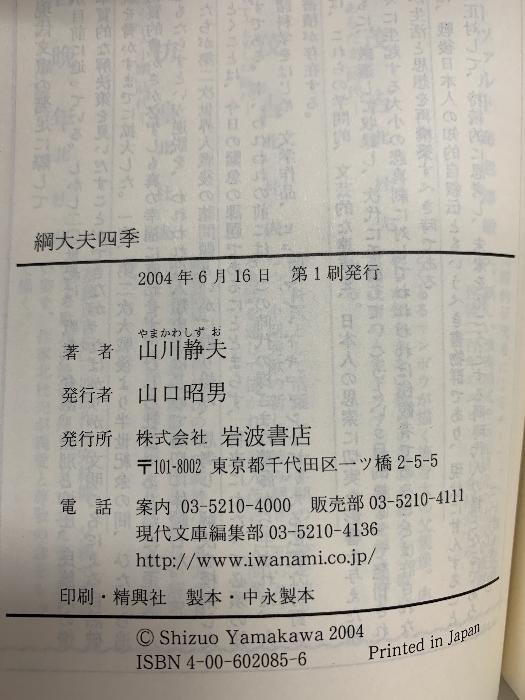 綱大夫四季
2004年6月16日 第1刷発行
やまかわしずお
著者 山川静夫
発行者 山口昭男
発行所 株式会社 岩波書店
〒101-8002 東京都千代田区一ツ橋2-5-5
電話 案内 03-5210-4000 販売部 03-5210-4111
現代文庫編集部 03-5210-4136
http://www.iwanami.co.jp/
印刷・精興社 製本・中永製本
© Shizuo Yamakawa 2004
ISBN 4-00-602085-6 Printed in Japan